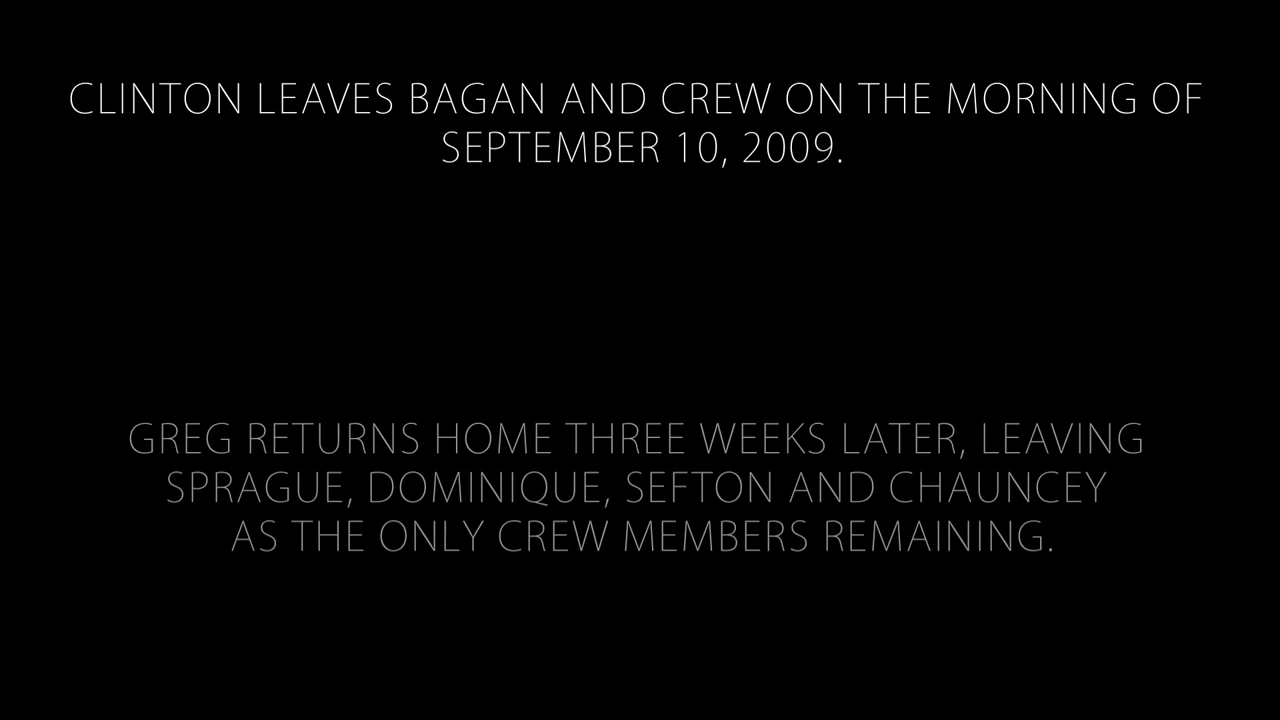 CLINTON LEAVES BAGAN AND CREW ON THE MORNING OF
SEPTEMBER 10, 2009.
GREG RETURNS HOME THREE WEEKS LATER, LEAVING
SPRAGUE, DOMINIQUE, SEFTON AND CHAUNCEY
AS THE ONLY CREW MEMBERS REMAINING.